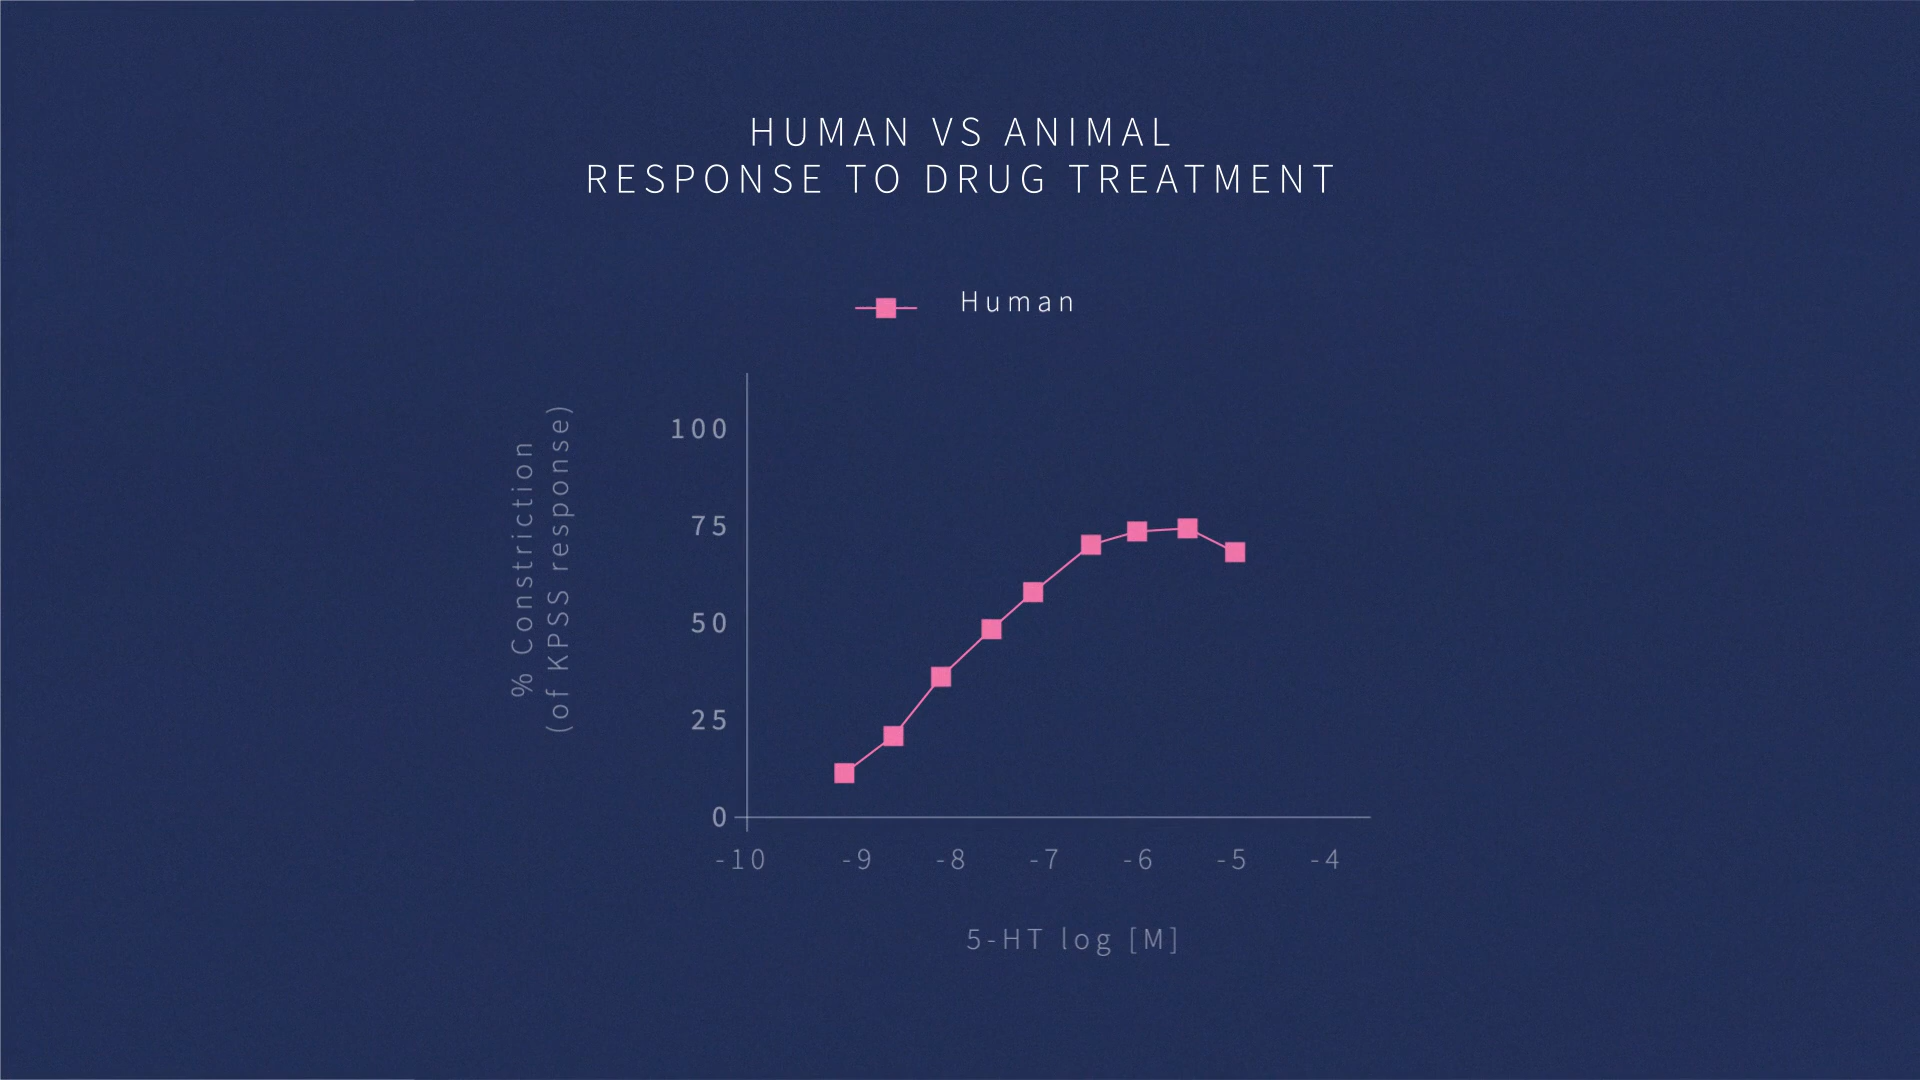 HUMAN VS ANIMAL
RESPONSE TO DRUG TREATMENT
Human
% Constriction
(of KPSS response)
100
75
50
25
0
-10 -9 -8 -7 -6 -5 -4
5-HT log [M]